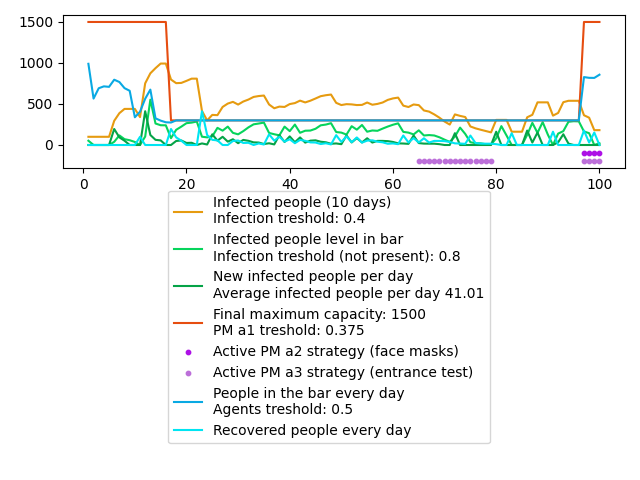 1500
1000
500
0
0
20
40
60
80
100
Infected people (10 days)
Infection treshold: 0.4
Infected people level in bar
Infection treshold (not present): 0.8
New infected people per day
Average infected people per day 41.01
Final maximum capacity: 1500
PM a1 treshold: 0.375
Active PM a2 strategy (face masks)
Active PM a3 strategy (entrance test)
People in the bar every day
Agents treshold: 0.5
Recovered people every day